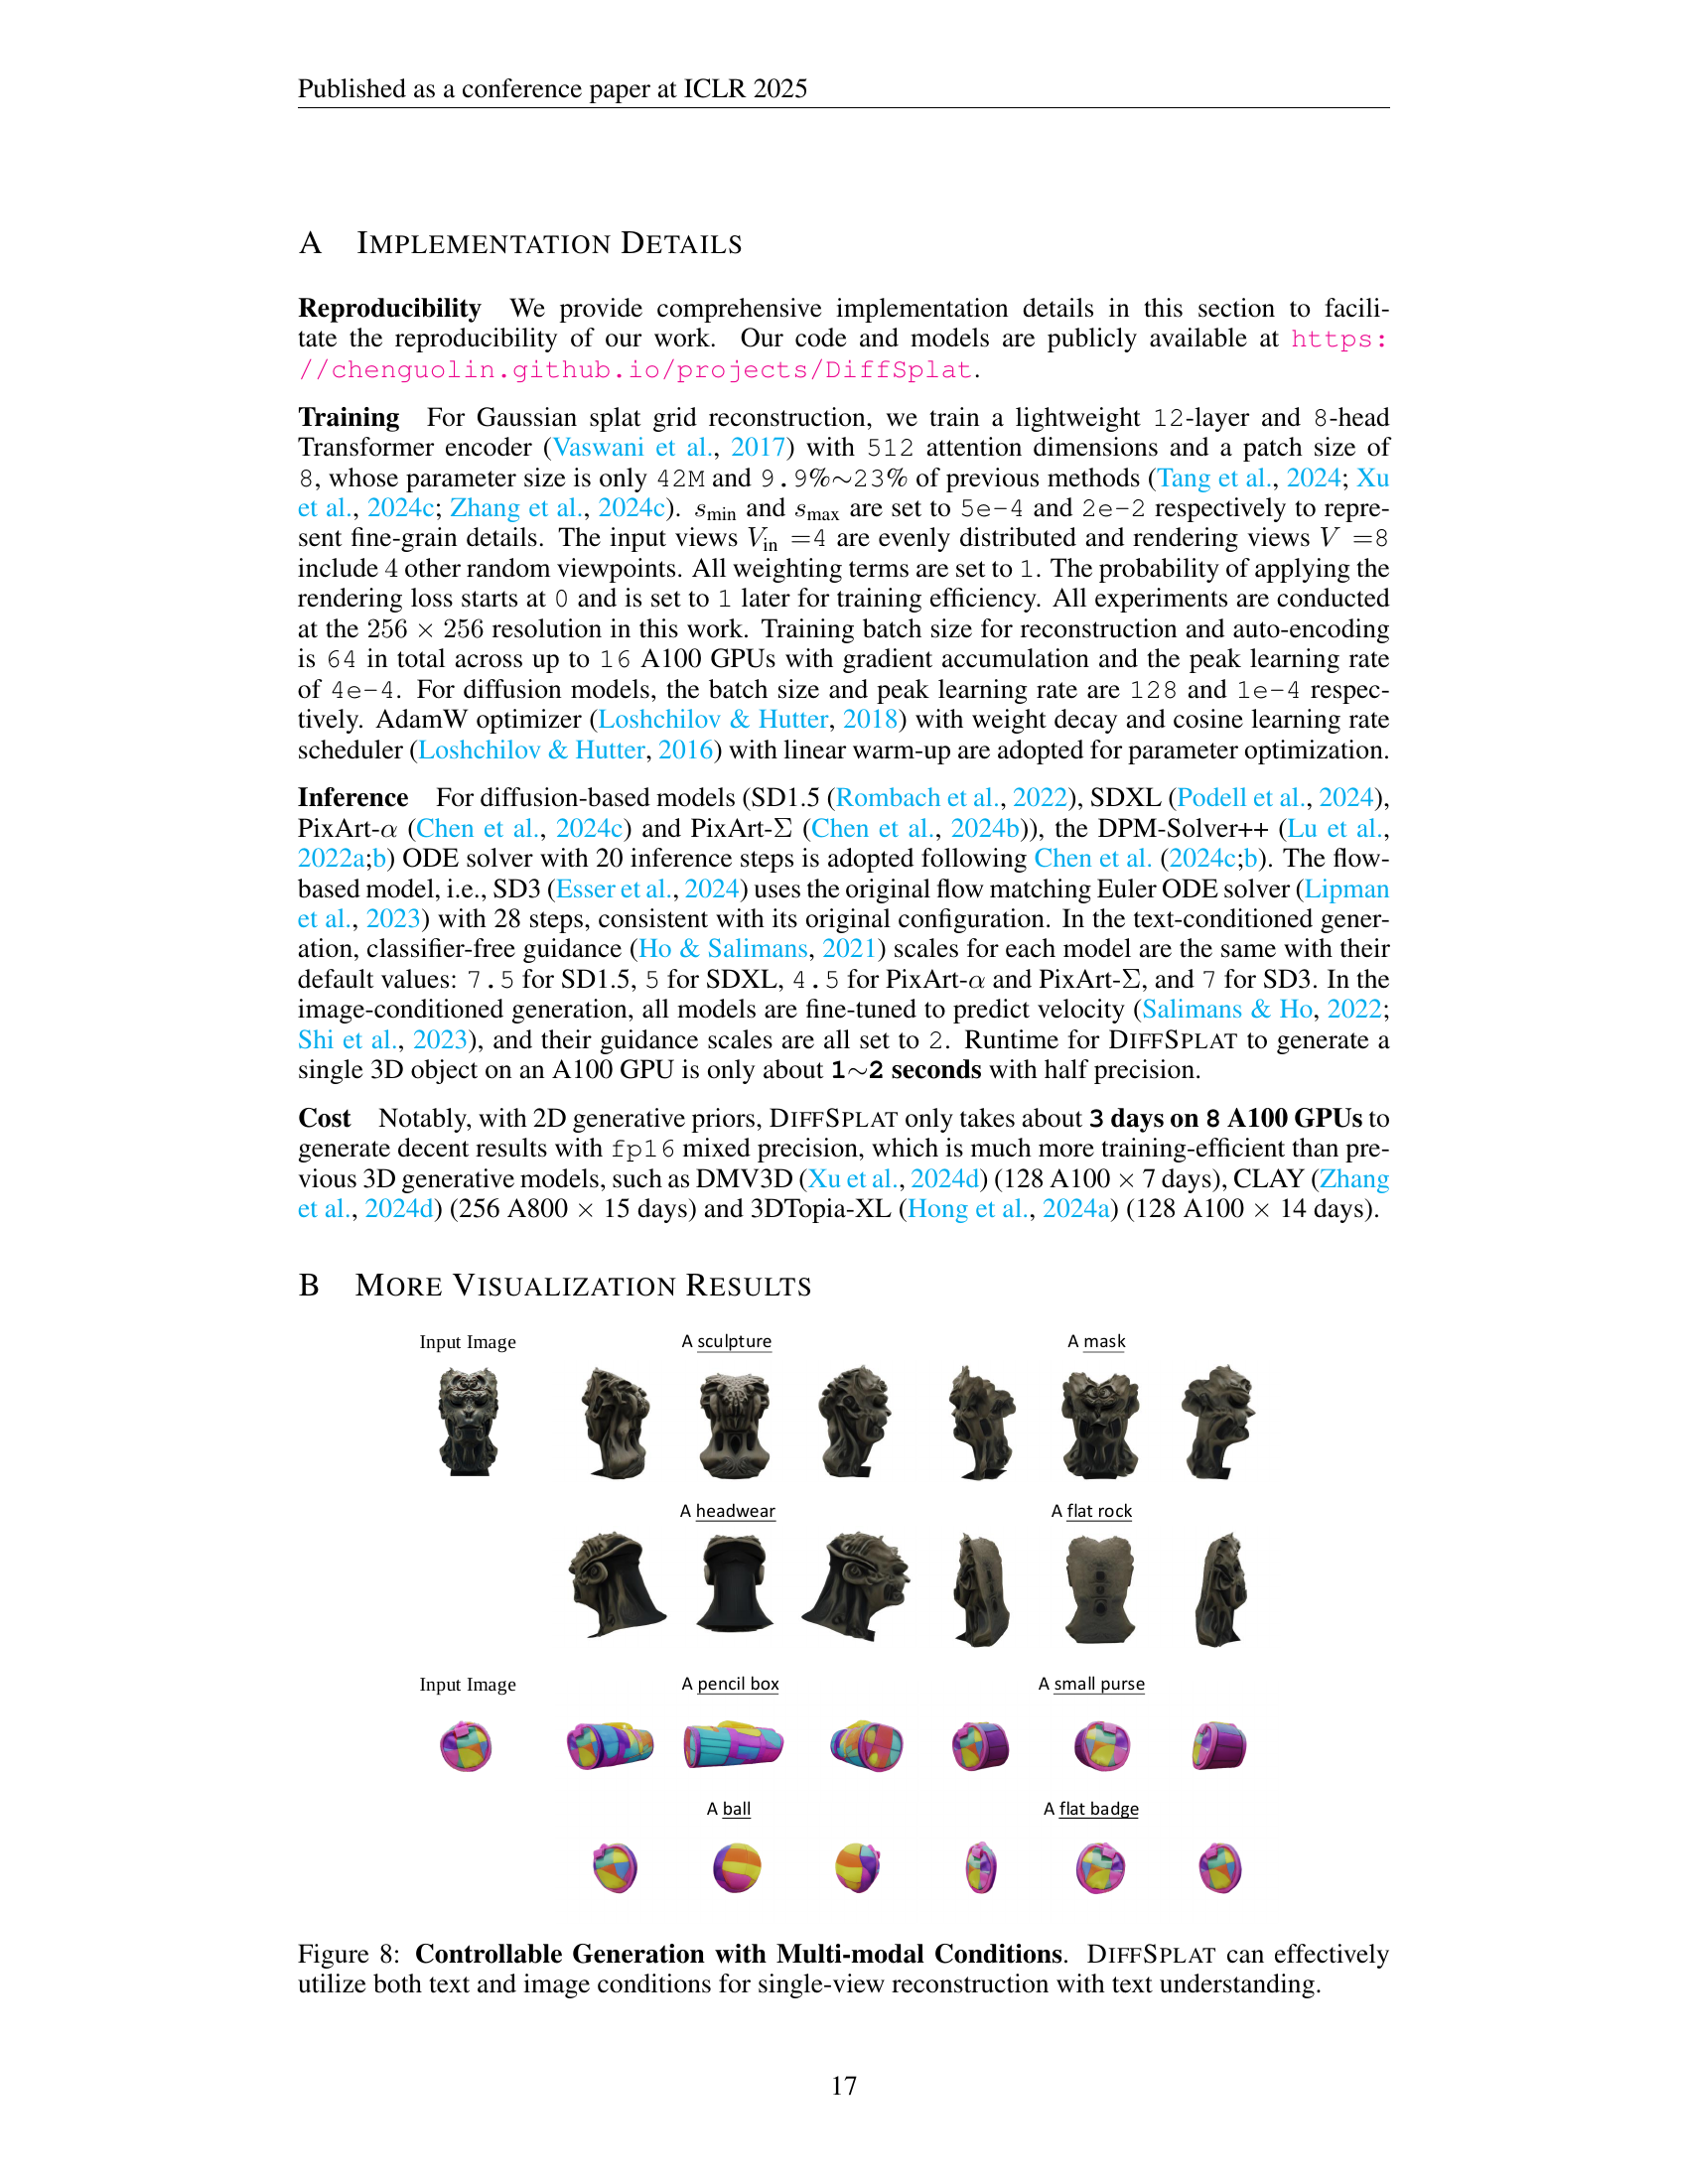 Published as a conference paper at ICLR 2025
A IMPLEMENTATION DETAILS
Reproducibility We provide comprehensive implementation details in this section to facili-
tate the reproducibility of our work. Our code and models are publicly available at https:
//chenguolin.github.io/projects/DiffSplat.
Training For Gaussian splat grid reconstruction, we train a lightweight 12-layer and 8-head
Transformer encoder (Vaswani et al., 2017) with 512 attention dimensions and a patch size of
8, whose parameter size is only 42M and 9.9%∼23% of previous methods (Tang et al., 2024; Xu
et al., 2024c; Zhang et al., 2024c). s_min and s_max are set to 5e-4 and 2e-2 respectively to repre-
sent fine-grain details. The input views V_in =4 are evenly distributed and rendering views V =8
include 4 other random viewpoints. All weighting terms are set to 1. The probability of applying the
rendering loss starts at 0 and is set to 1 later for training efficiency. All experiments are conducted
at the 256 × 256 resolution in this work. Training batch size for reconstruction and auto-encoding
is 64 in total across up to 16 A100 GPUs with gradient accumulation and the peak learning rate
of 4e-4. For diffusion models, the batch size and peak learning rate are 128 and 1e-4 respec-
tively. AdamW optimizer (Loshchilov & Hutter, 2018) with weight decay and cosine learning rate
scheduler (Loshchilov & Hutter, 2016) with linear warm-up are adopted for parameter optimization.
Inference For diffusion-based models (SD1.5 (Rombach et al., 2022), SDXL (Podell et al., 2024),
PixArt-α (Chen et al., 2024c) and PixArt-Σ (Chen et al., 2024b)), the DPM-Solver++ (Lu et al.,
2022a;b) ODE solver with 20 inference steps is adopted following Chen et al. (2024c;b). The flow-
based model, i.e., SD3 (Esser et al., 2024) uses the original flow matching Euler ODE solver (Lipman
et al., 2023) with 28 steps, consistent with its original configuration. In the text-conditioned gener-
ation, classifier-free guidance (Ho & Salimans, 2021) scales for each model are the same with their
default values: 7.5 for SD1.5, 5 for SDXL, 4.5 for PixArt-α and PixArt-Σ, and 7 for SD3. In the
image-conditioned generation, all models are fine-tuned to predict velocity (Salimans & Ho, 2022;
Shi et al., 2023), and their guidance scales are all set to 2. Runtime for DIFFSPLAT to generate a
single 3D object on an A100 GPU is only about 1∼2 seconds with half precision.
Cost Notably, with 2D generative priors, DIFFSPLAT only takes about 3 days on 8 A100 GPUs to
generate decent results with fp16 mixed precision, which is much more training-efficient than pre-
vious 3D generative models, such as DMV3D (Xu et al., 2024d) (128 A100 × 7 days), CLAY (Zhang
et al., 2024d) (256 A800 × 15 days) and 3DTopia-XL (Hong et al., 2024a) (128 A100 × 14 days).
B MORE VISUALIZATION RESULTS
Input Image A sculpture A mask
A headwear A flat rock
Input Image A pencil box A small purse
A ball A flat badge
Figure 8: Controllable Generation with Multi-modal Conditions. DIFFSPLAT can effectively
utilize both text and image conditions for single-view reconstruction with text understanding.
17